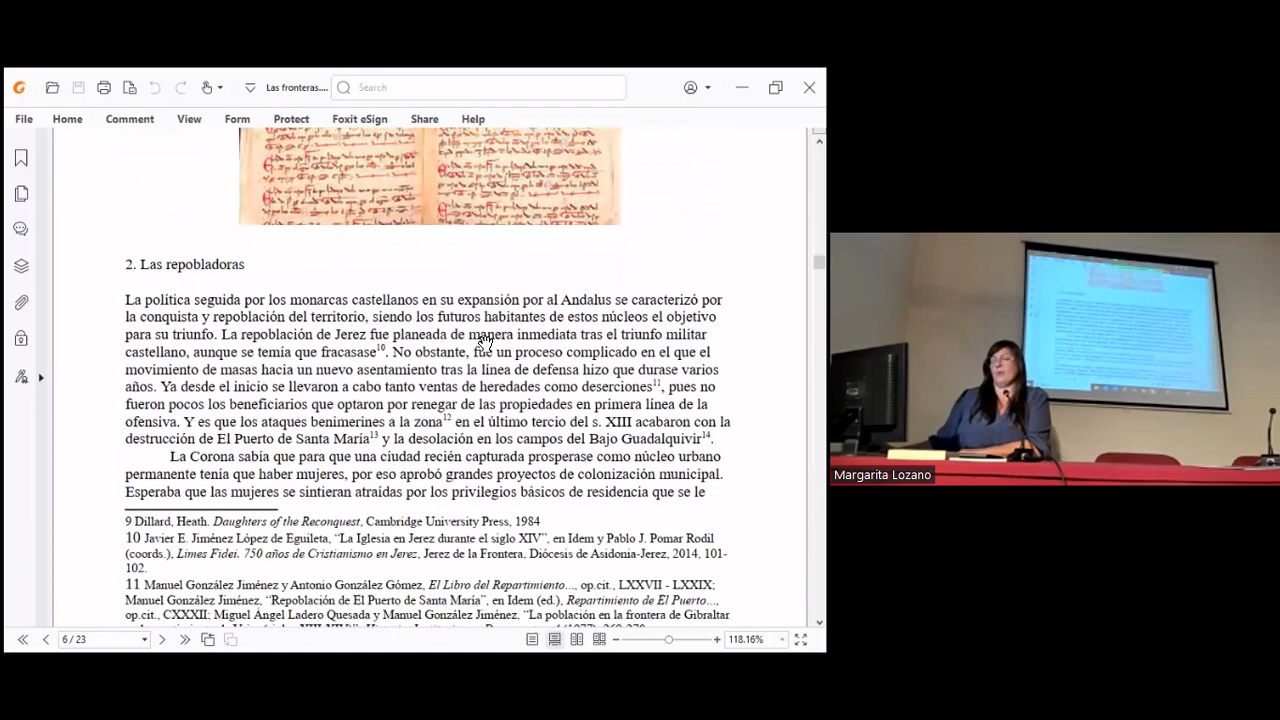 Las fronteras....
Search
File Home Comment View Form Protect Foxit eSign Share Help
2. Las repobladoras
La política seguida por los monarcas castellanos en su expansión por al Andalus se caracterizó por
la conquista y repoblación del territorio, siendo los futuros habitantes de estos núcleos el objetivo
para su triunfo. La repoblación de Jerez fue planeada de manera inmediata tras el triunfo militar
castellano, aunque se temía que fracasase10. No obstante, fue un proceso complicado en el que el
movimiento de masas hacia un nuevo asentamiento tras la línea de defensa hizo que durase varios
años. Ya desde el inicio se llevaron a cabo tanto ventas de heredades como deserciones11, pues no
fueron pocos los beneficiarios que optaron por renegar de las propiedades en primera línea de la
ofensiva. Y es que los ataques benimerines a la zona12 en el último tercio del s. XIII acabaron con la
destrucción de El Puerto de Santa María13 y la desolación en los campos del Bajo Guadalquivir14.
La Corona sabía que para que una ciudad recién capturada prosperase como núcleo urbano
permanente tenía que haber mujeres, por eso aprobó grandes proyectos de colonización municipal.
Esperaba que las mujeres se sintieran atraídas por los privilegios básicos de residencia que se le
9 Dillard, Heath. Daughters of the Reconquest, Cambridge University Press, 1984
10 Javier E. Jiménez López de Eguileta, “La Iglesia en Jerez durante el siglo XIV”, en Idem y Pablo J. Pomar Rodil
(coords.), Limes Fidei. 750 años de Cristianismo en Jerez, Jerez de la Frontera, Diócesis de Asidonia-Jerez, 2014, 101-
102.
11 Manuel González Jiménez y Antonio González Gómez, El Libro del Repartimiento..., op.cit., LXXVII - LXXIX;
Manuel González Jiménez, “Repoblación de El Puerto de Santa María”, en Idem (ed.), Repartimiento de El Puerto...,
op.cit., CXXXII; Miguel Ángel Ladero Quesada y Manuel González Jiménez, “La población en la frontera de Gibraltar
6 / 23
118.16%
Margarita Lozano